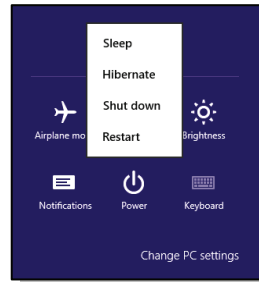 Sleep
Hibernate
Shut down
Restart
Airplane mo
Brightness
Notifications
Power
Keyboard
Change PC settings